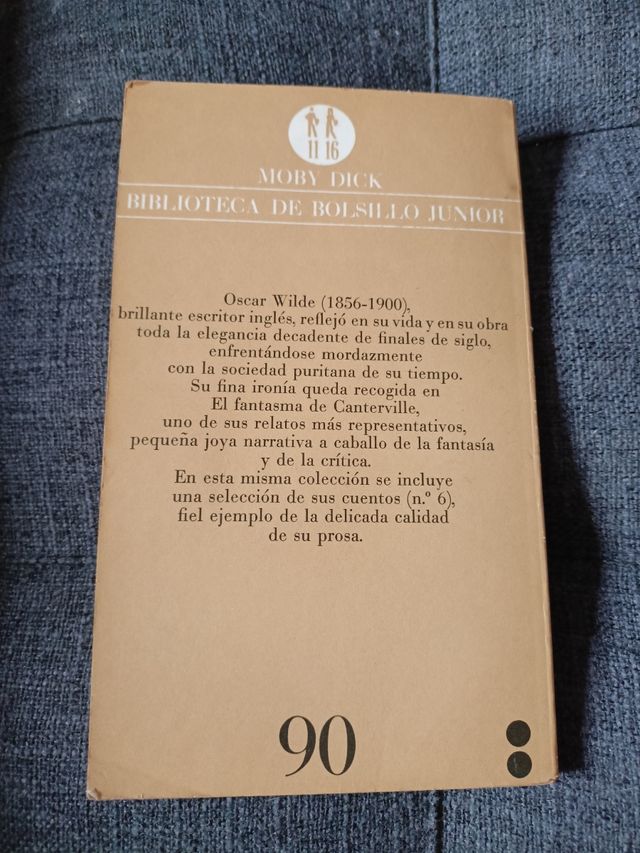 11 16
MOBY DICK
BIBLIOTECA DE BOLSILLO JUNIOR
Oscar Wilde (1856-1900),
brillante escritor inglés, reflejó en su vida y en su obra
toda la elegancia decadente de finales de siglo,
enfrentándose mordazmente
con la sociedad puritana de su tiempo.
Su fina ironía queda recogida en
El fantasma de Canterville,
uno de sus relatos más representativos,
pequeña joya narrativa a caballo de la fantasía
y de la crítica.
En esta misma colección se incluye
una selección de sus cuentos (n.º 6),
fiel ejemplo de la delicada calidad
de su prosa.
90